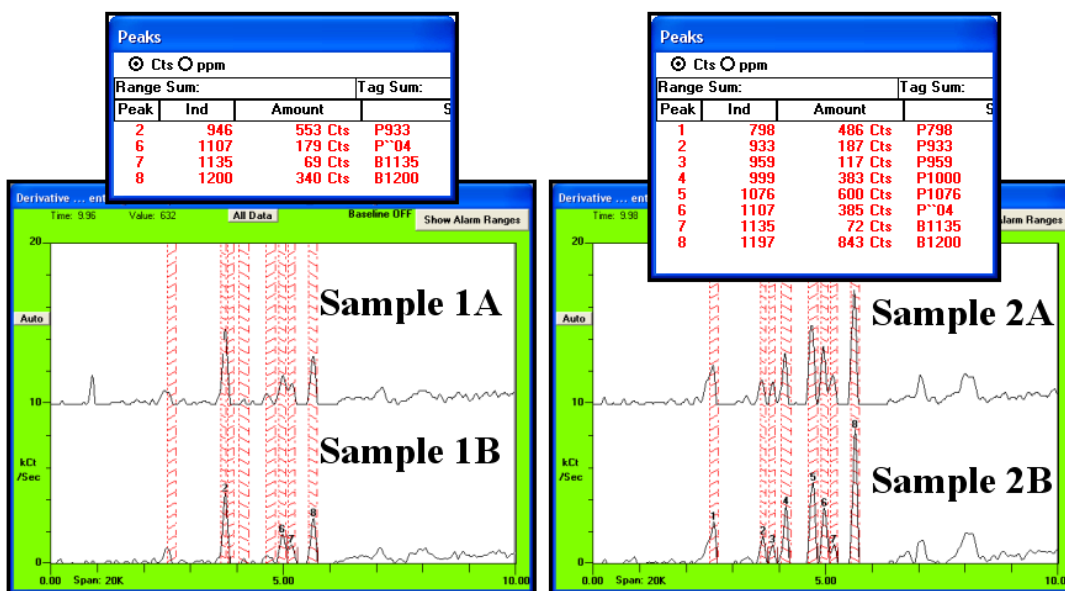 Peaks
Cts ppm
Range Sum: Tag Sum:
Peak Ind Amount S
2 946 553 Cts P933
6 1107 179 Cts P``04
7 1135 69 Cts B1135
8 1200 340 Cts B1200
Derivative ... ent
Time: 9.96 Value: 632 All Data Baseline OFF Show Alarm Ranges
20
Sample 1A
Auto
10
Sample 1B
kCt
/Sec
2
8
6
7
0
0.00 Span: 20K 5.00 10.00
Peaks
Cts ppm
Range Sum: Tag Sum:
Peak Ind Amount S
1 798 486 Cts P798
2 933 187 Cts P933
3 959 117 Cts P959
4 999 383 Cts P1000
5 1076 600 Cts P1076
6 1107 385 Cts P``04
7 1135 72 Cts B1135
8 1197 843 Cts B1200
Derivative ... ent
Time: 9.98 Alarm Ranges
20
Sample 2A
Auto
10
8
Sample 2B
kCt
/Sec
5
4 6
1
2
3 7
0
0.00 Span: 20K 5.00 10.0